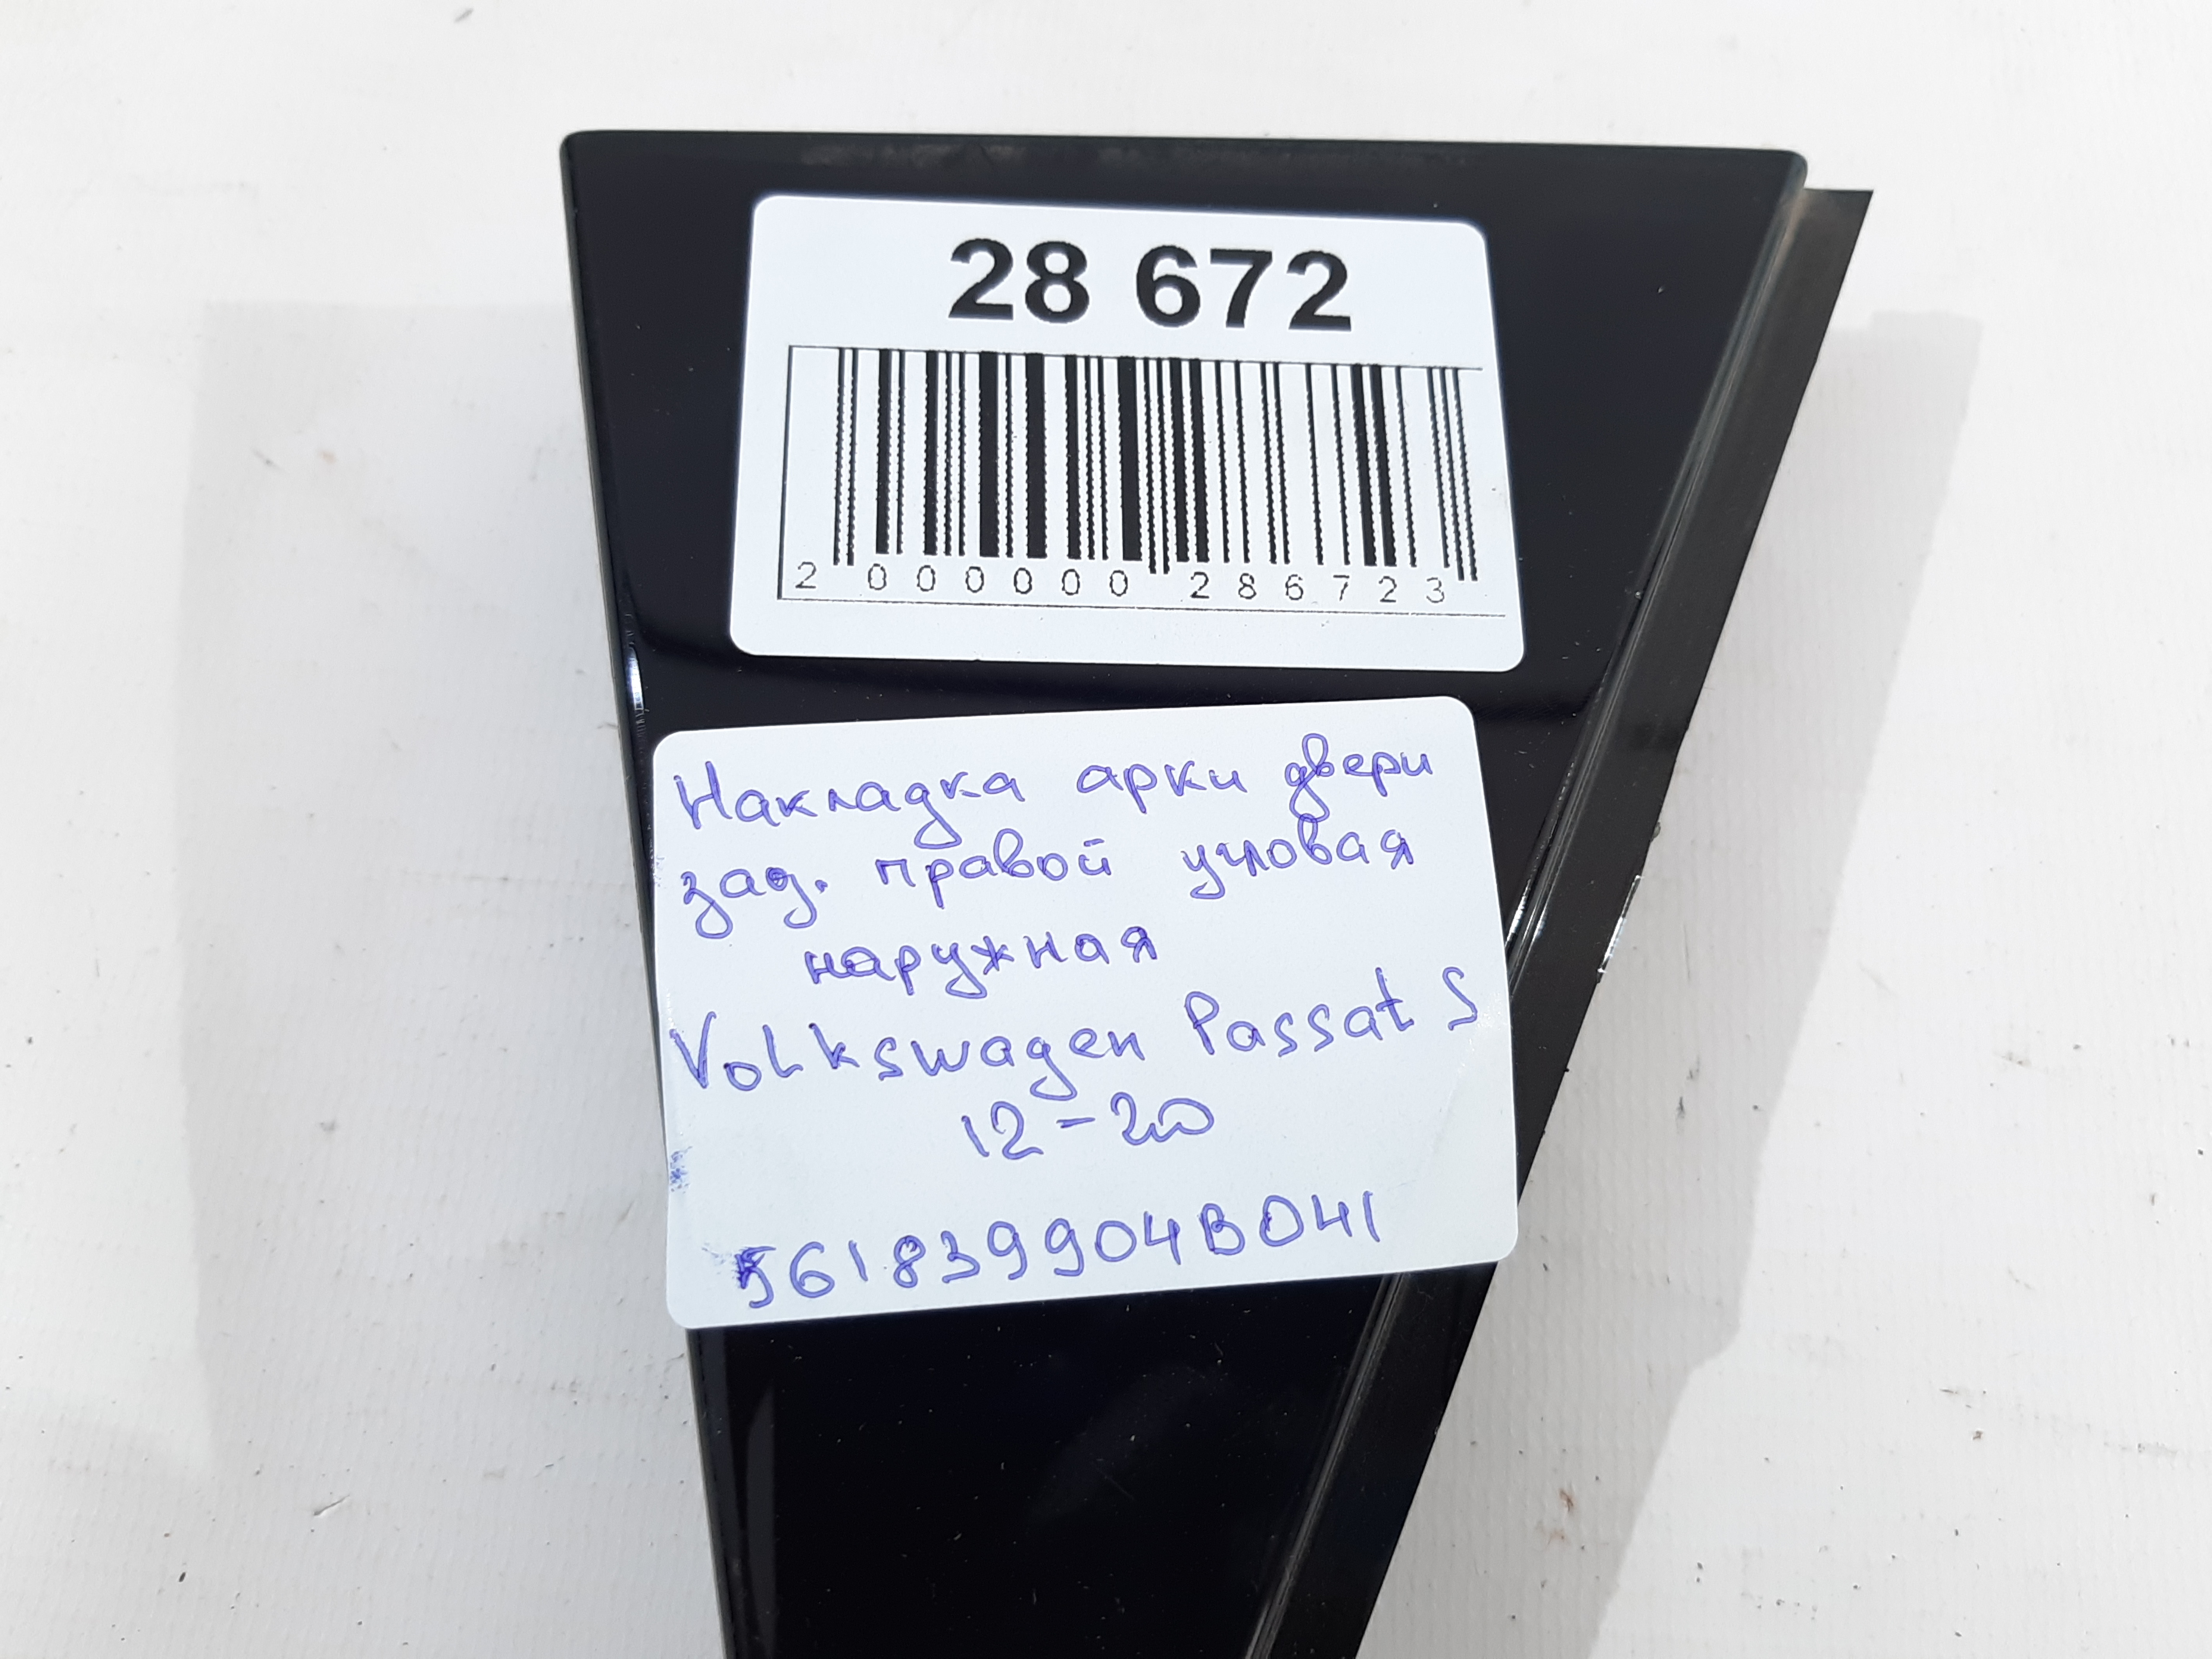 28 672
2 000000 286723
Накладка арки двери
зад. правой угловая
наружная
Volkswagen Passat S
12-20
561839904B041